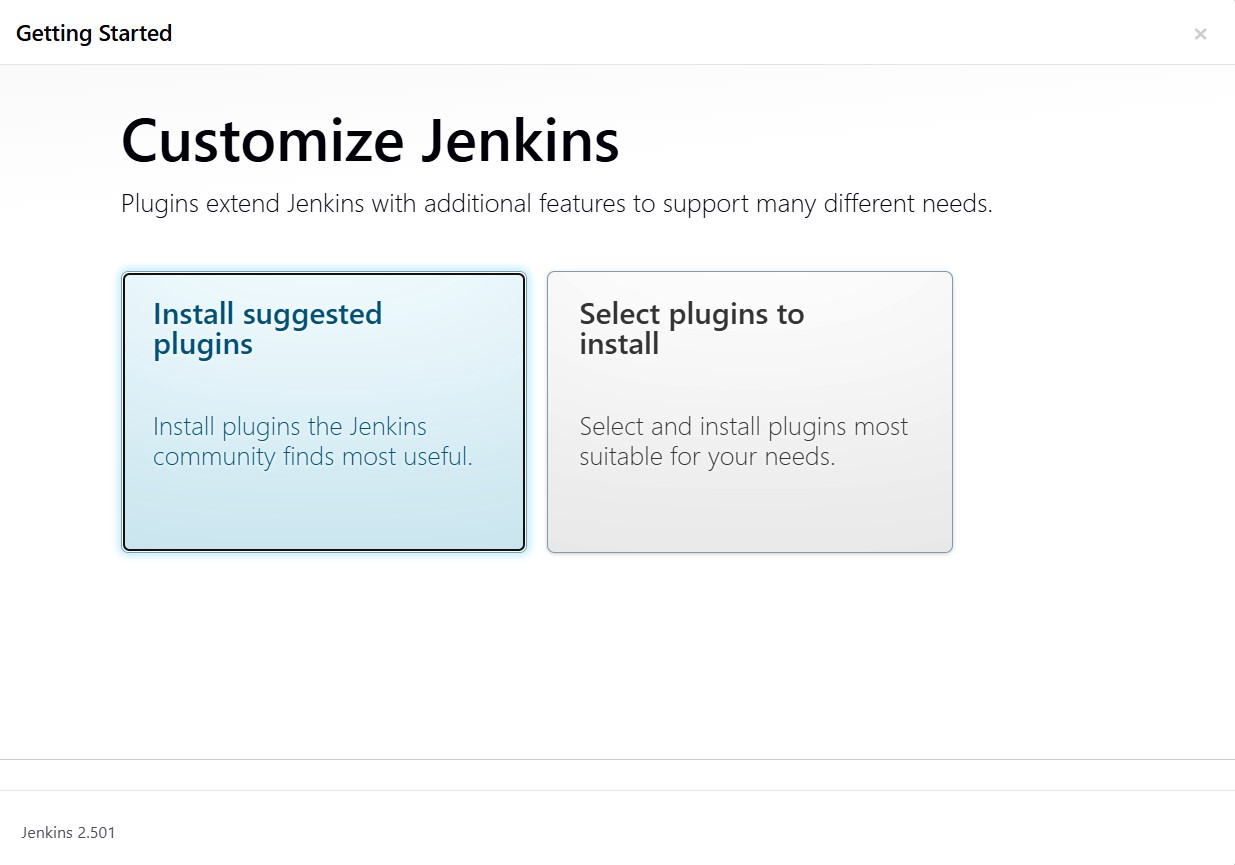 Getting Started
×
Customize Jenkins
Plugins extend Jenkins with additional features to support many different needs.
Install suggested
plugins
Install plugins the Jenkins
community finds most useful.
Select plugins to
install
Select and install plugins most
suitable for your needs.
Jenkins 2.501